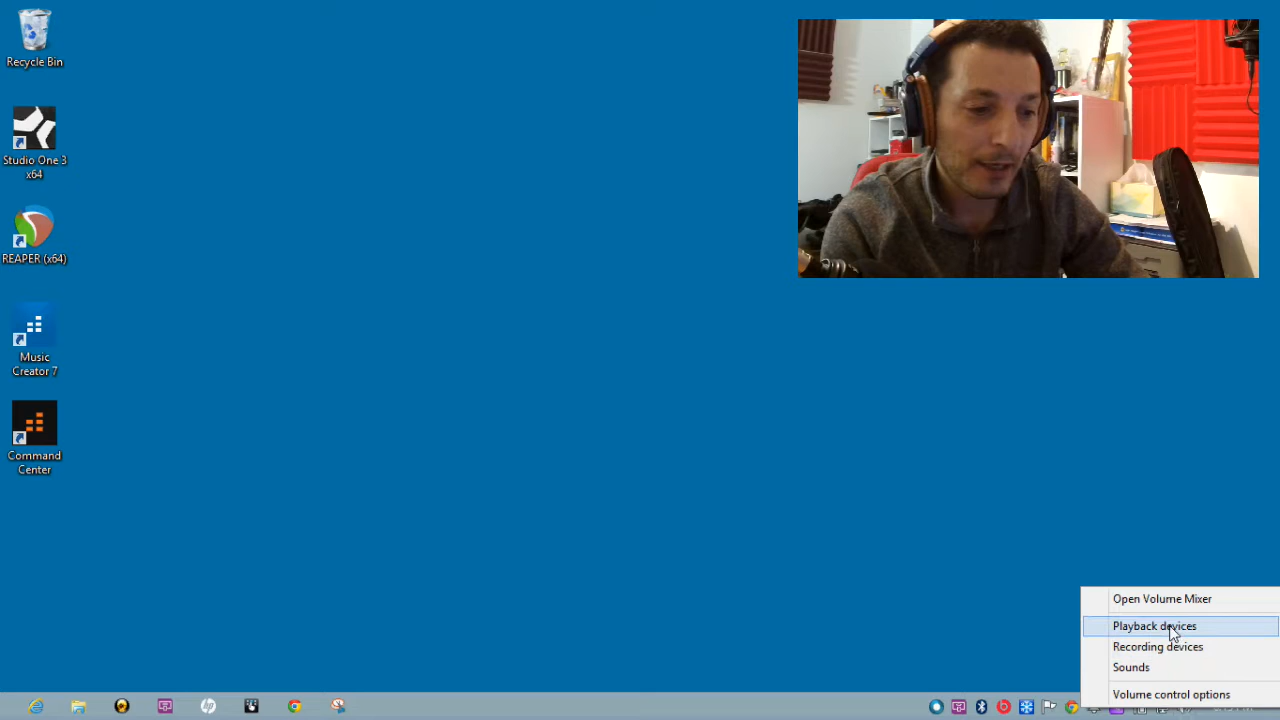 Recycle Bin
Studio One 3
x64
REAPER (x64)
Music
Creator 7
Command
Center
Open Volume Mixer
Playback devices
Recording devices
Sounds
Volume control options